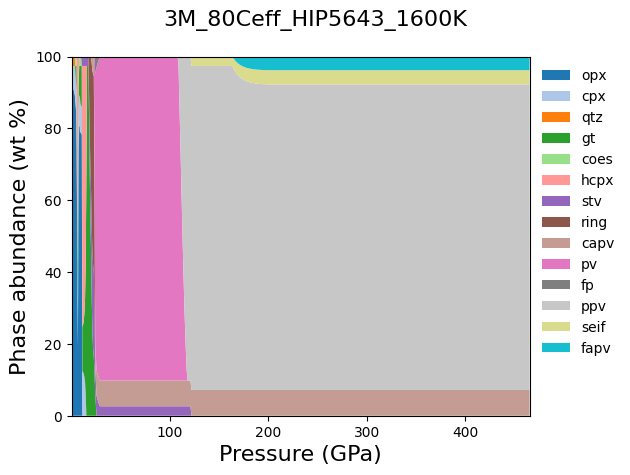 3M_80Ceff_HIP5643_1600K
Phase abundance (wt %)
100
80
60
40
20
0
100
200
300
400
Pressure (GPa)
opx
cpx
qtz
gt
coes
hcpx
stv
ring
capv
pv
fp
ppv
seif
fapv